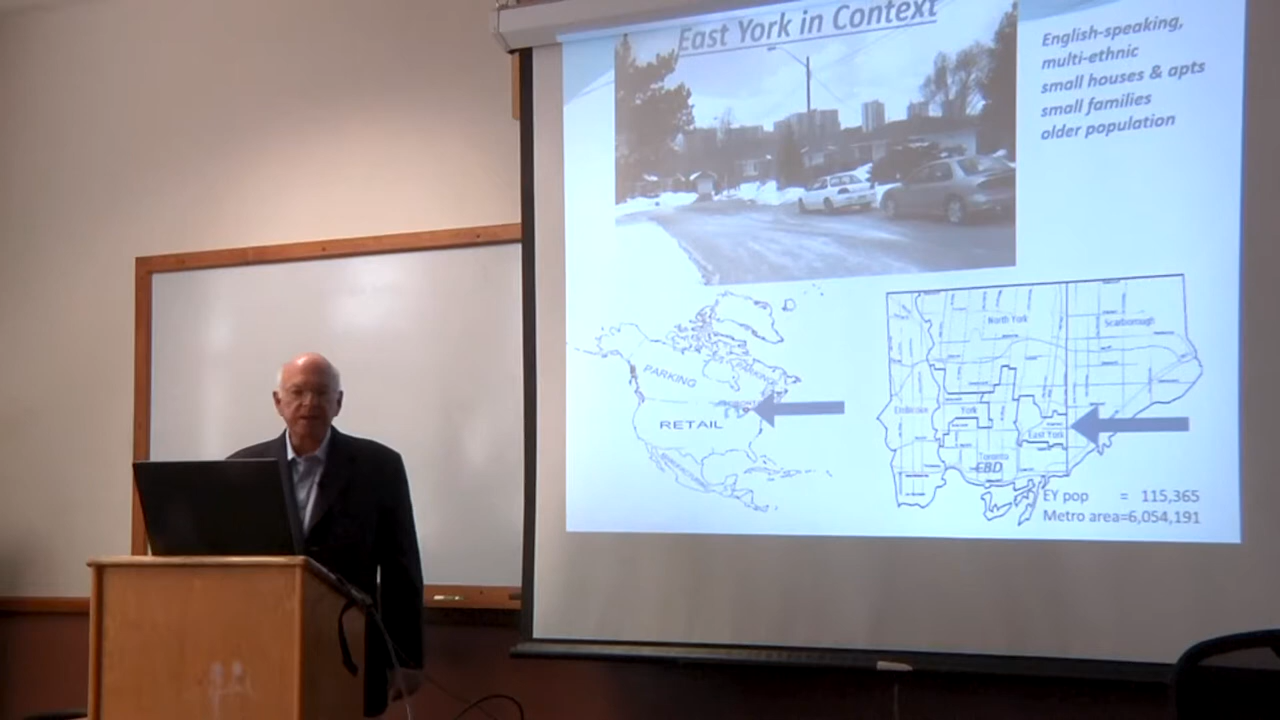 East York in Context
English-speaking,
multi-ethnic
small houses & apts
small families
older population
PARKING
RETAIL
North York
Scarborough
Etobicoke
York
East York
Toronto
CBD
EY pop = 115,365
Metro area=6,054,191